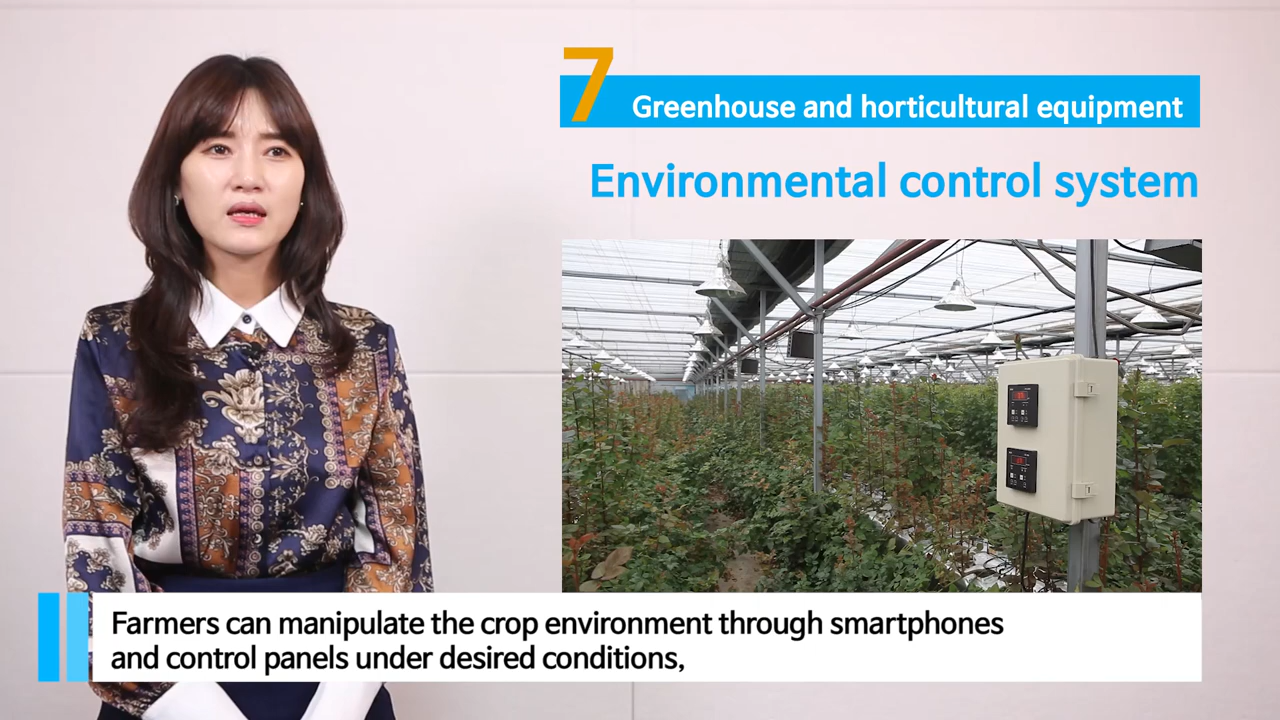 7
Greenhouse and horticultural equipment
Environmental control system
Farmers can manipulate the crop environment through smartphones
and control panels under desired conditions,